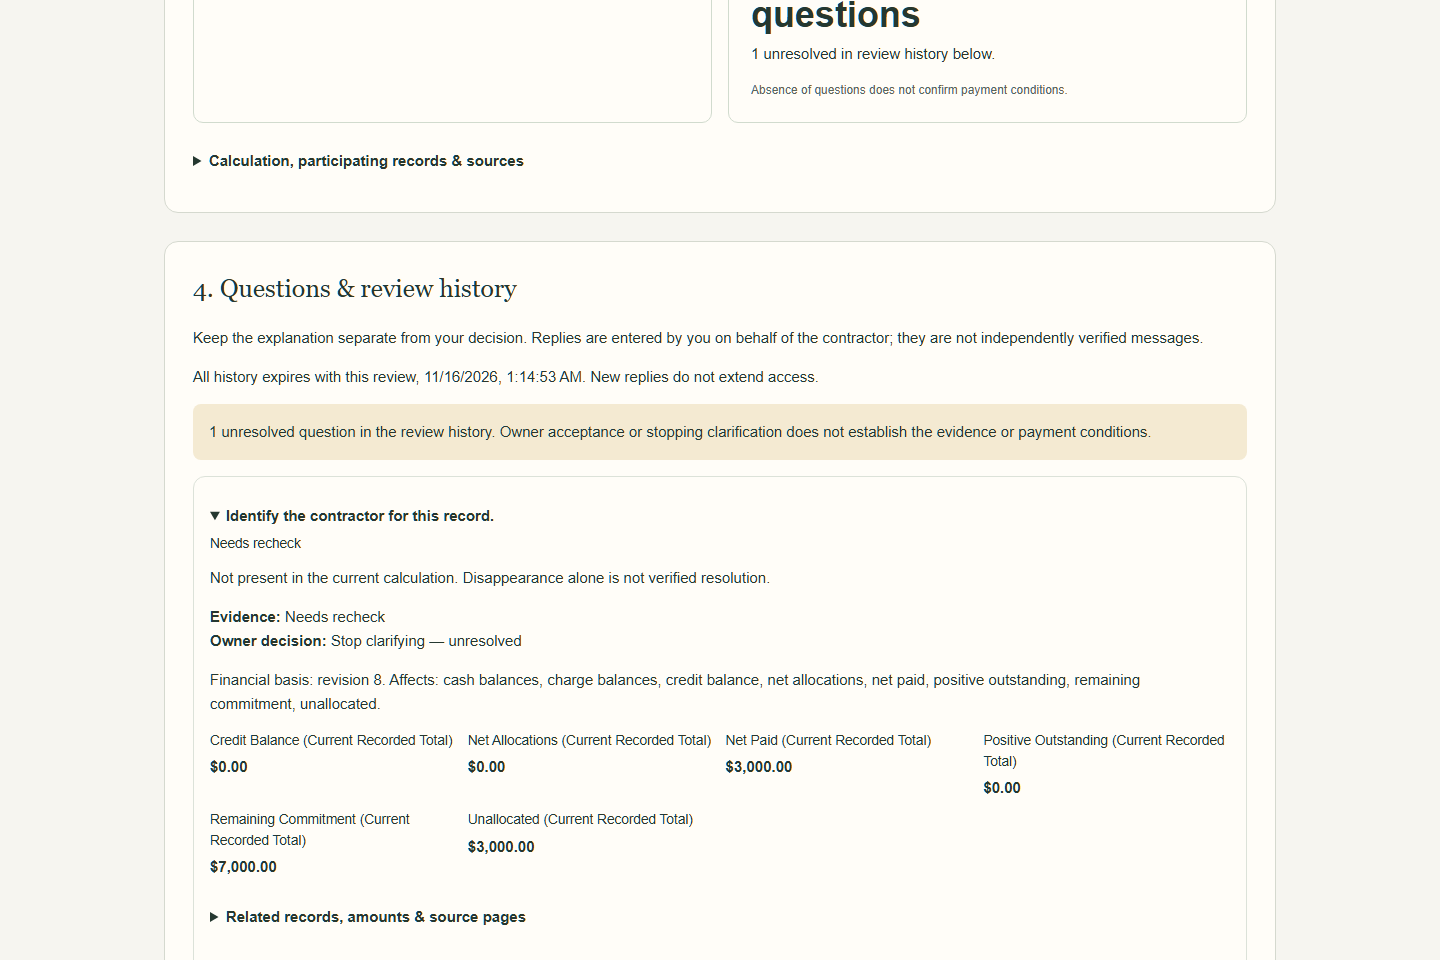 questions
1 unresolved in review history below.
Absence of questions does not confirm payment conditions.
Calculation, participating records & sources
4. Questions & review history
Keep the explanation separate from your decision. Replies are entered by you on behalf of the contractor; they are not independently verified messages.
All history expires with this review, 11/16/2026, 1:14:53 AM. New replies do not extend access.
1 unresolved question in the review history. Owner acceptance or stopping clarification does not establish the evidence or payment conditions.
Identify the contractor for this record.
Needs recheck
Not present in the current calculation. Disappearance alone is not verified resolution.
Evidence: Needs recheck
Owner decision: Stop clarifying — unresolved
Financial basis: revision 8. Affects: cash balances, charge balances, credit balance, net allocations, net paid, positive outstanding, remaining
commitment, unallocated.
Credit Balance (Current Recorded Total)
$0.00
Net Allocations (Current Recorded Total)
$0.00
Net Paid (Current Recorded Total)
$3,000.00
Positive Outstanding (Current Recorded
Total)
$0.00
Remaining Commitment (Current
Recorded Total)
$7,000.00
Unallocated (Current Recorded Total)
$3,000.00
Related records, amounts & source pages